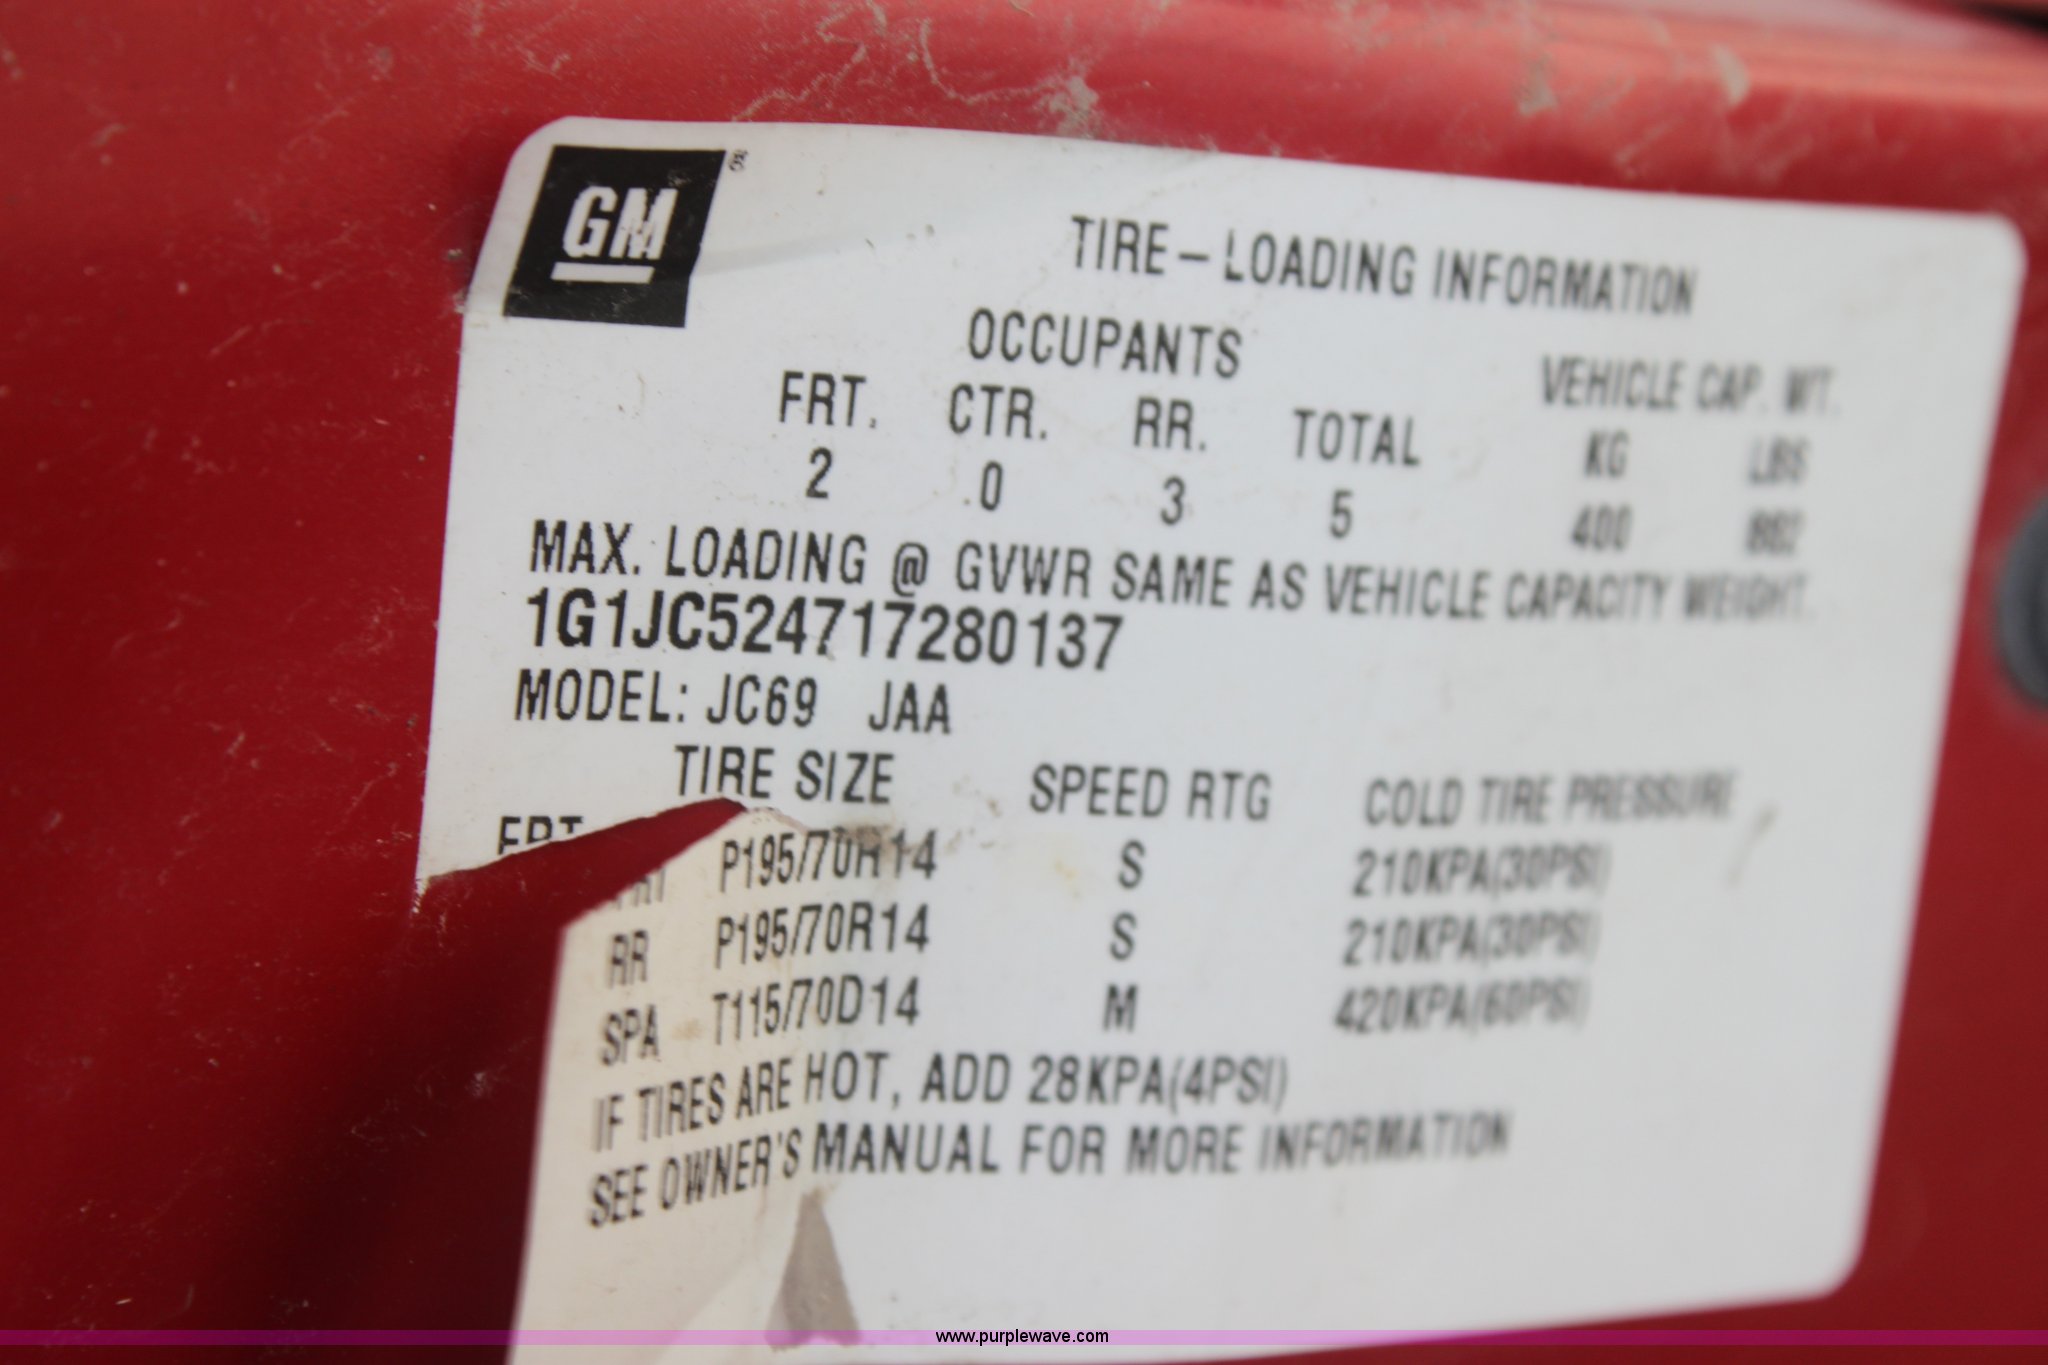 GM ®
TIRE – LOADING INFORMATION
OCCUPANTS VEHICLE CAP. WT.
FRT. CTR. RR. TOTAL KG LBS
2 0 3 5 400 882
MAX. LOADING @ GVWR SAME AS VEHICLE CAPACITY WEIGHT.
1G1JC524717280137
MODEL: JC69 JAA
TIRE SIZE SPEED RTG COLD TIRE PRESSURE
FRT P195/70R14 S 210KPA(30PSI)
RR P195/70R14 S 210KPA(30PSI)
SPA T115/70D14 M 420KPA(60PSI)
IF TIRES ARE HOT, ADD 28KPA(4PSI)
SEE OWNER'S MANUAL FOR MORE INFORMATION
www.purplewave.com